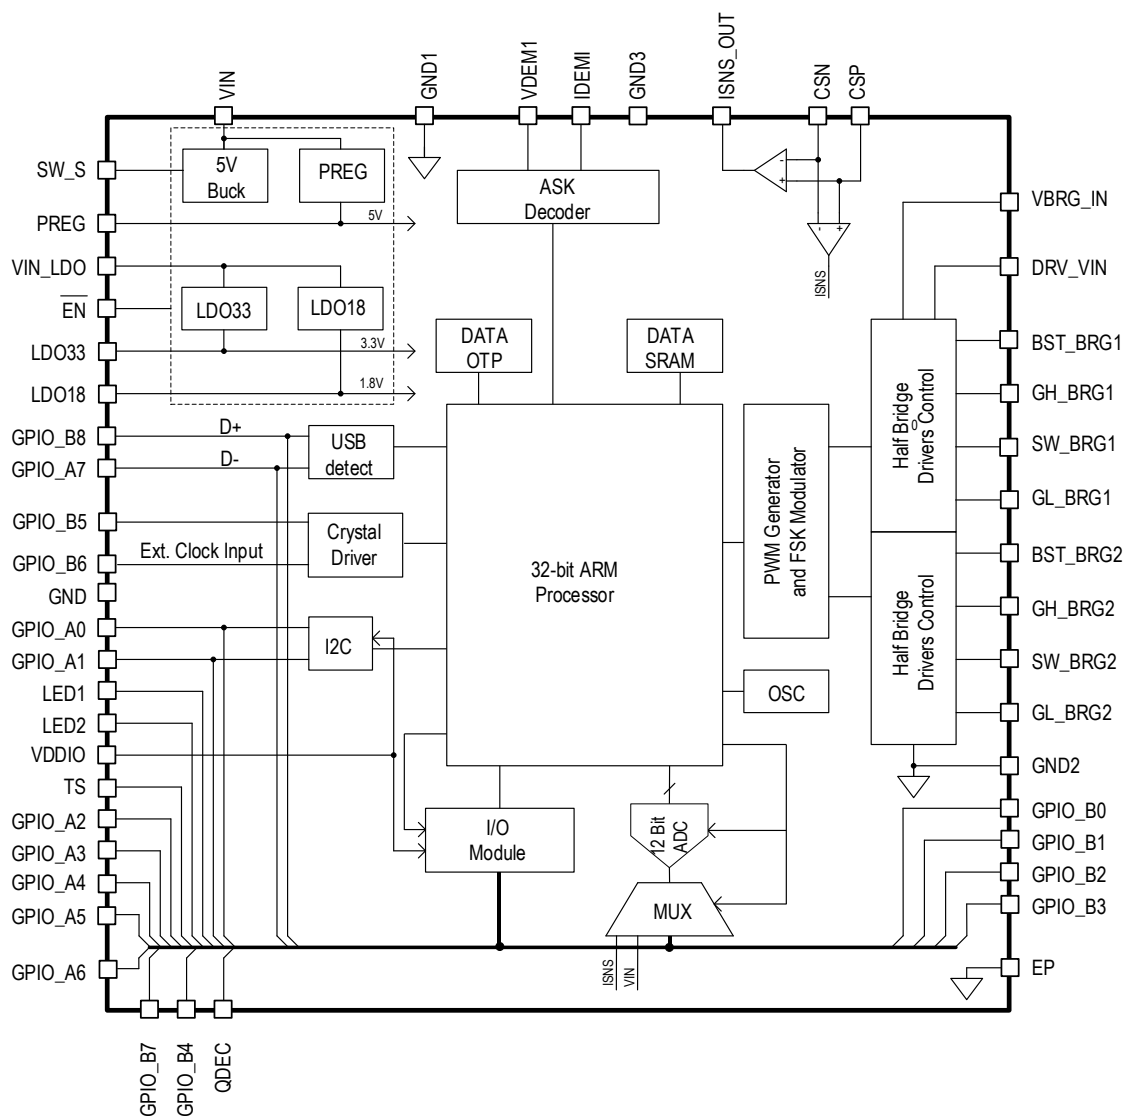 VIN
GND1
VDEM1
IDEMI
GND3
ISNS_OUT
CSN
CSP
SW_S
PREG
VIN_LDO
EN
LDO33
LDO18
GPIO_B8
GPIO_A7
GPIO_B5
GPIO_B6
GND
GPIO_A0
GPIO_A1
LED1
LED2
VDDIO
TS
GPIO_A2
GPIO_A3
GPIO_A4
GPIO_A5
GPIO_A6
5V
Buck
PREG
5V
LDO33
LDO18
3.3V
1.8V
D+
D-
USB
detect
Ext. Clock Input
Crystal
Driver
I2C
ASK
Decoder
DATA
OTP
DATA
SRAM
32-bit ARM
Processor
I/O
Module
12 Bit
ADC
MUX
ISNS
VIN
OSC
PWM Generator
and FSK Modulator
-
+
-
+
ISNS
Half Bridge
Drivers Control
0
Half Bridge
Drivers Control
VBRG_IN
DRV_VIN
BST_BRG1
GH_BRG1
SW_BRG1
GL_BRG1
BST_BRG2
GH_BRG2
SW_BRG2
GL_BRG2
GND2
GPIO_B0
GPIO_B1
GPIO_B2
GPIO_B3
EP
GPIO_B7
GPIO_B4
QDEC